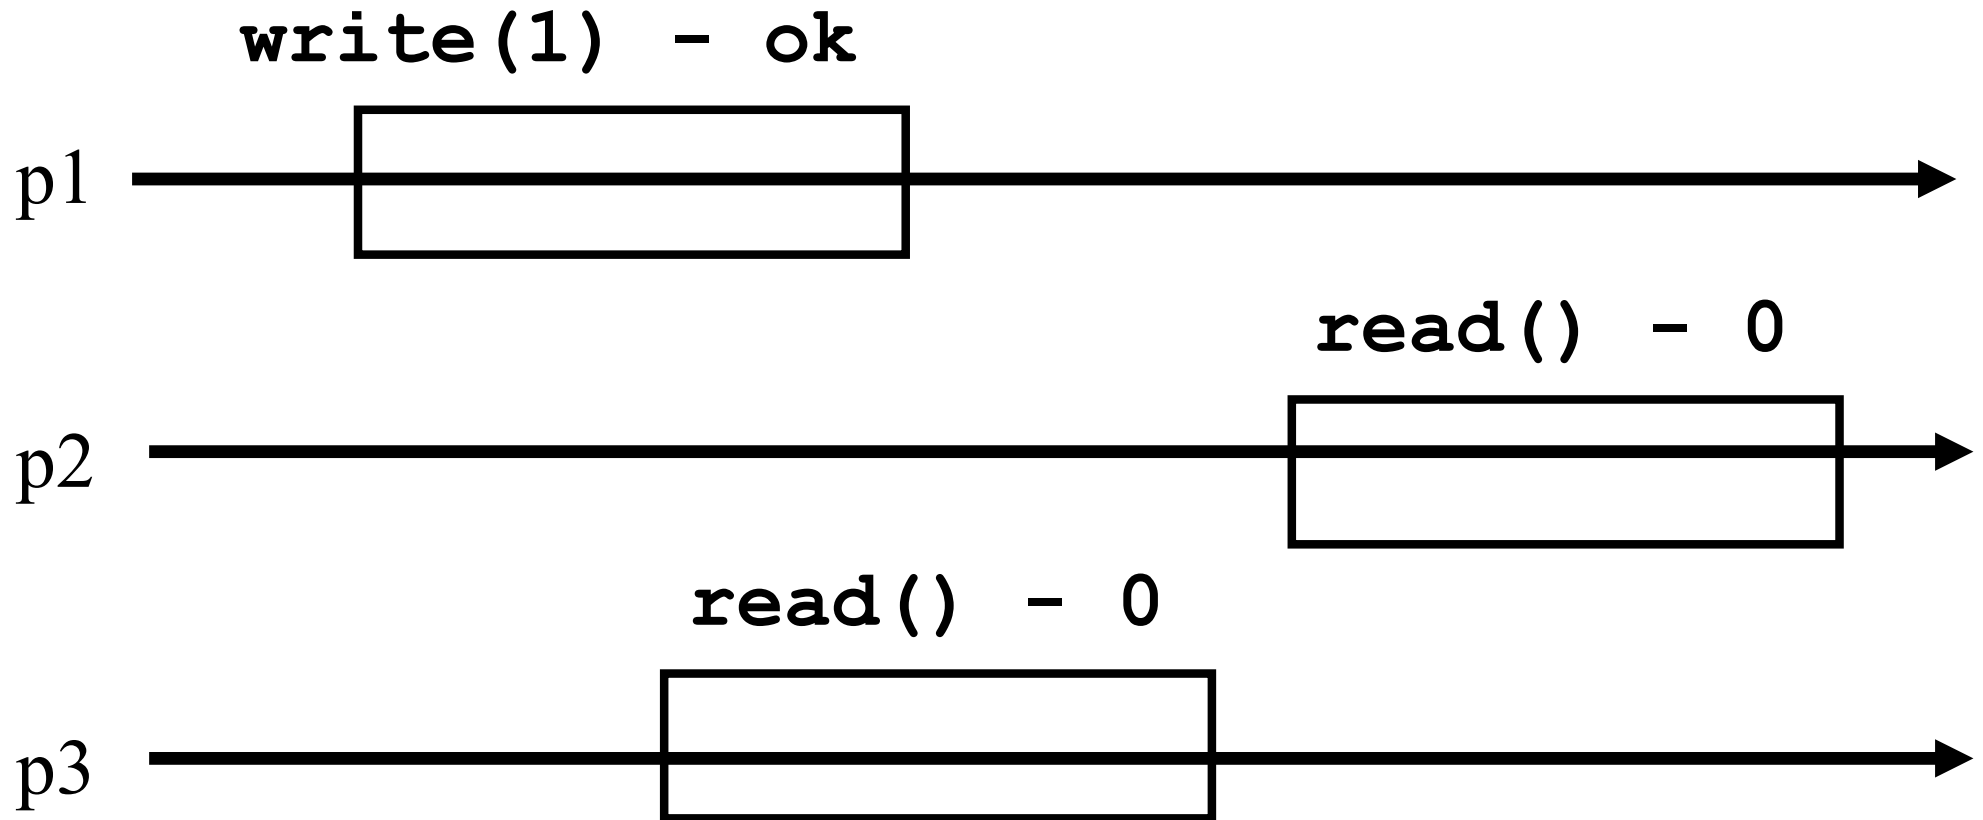 write(1) - ok
p1
read() - 0
p2
read() - 0
p3